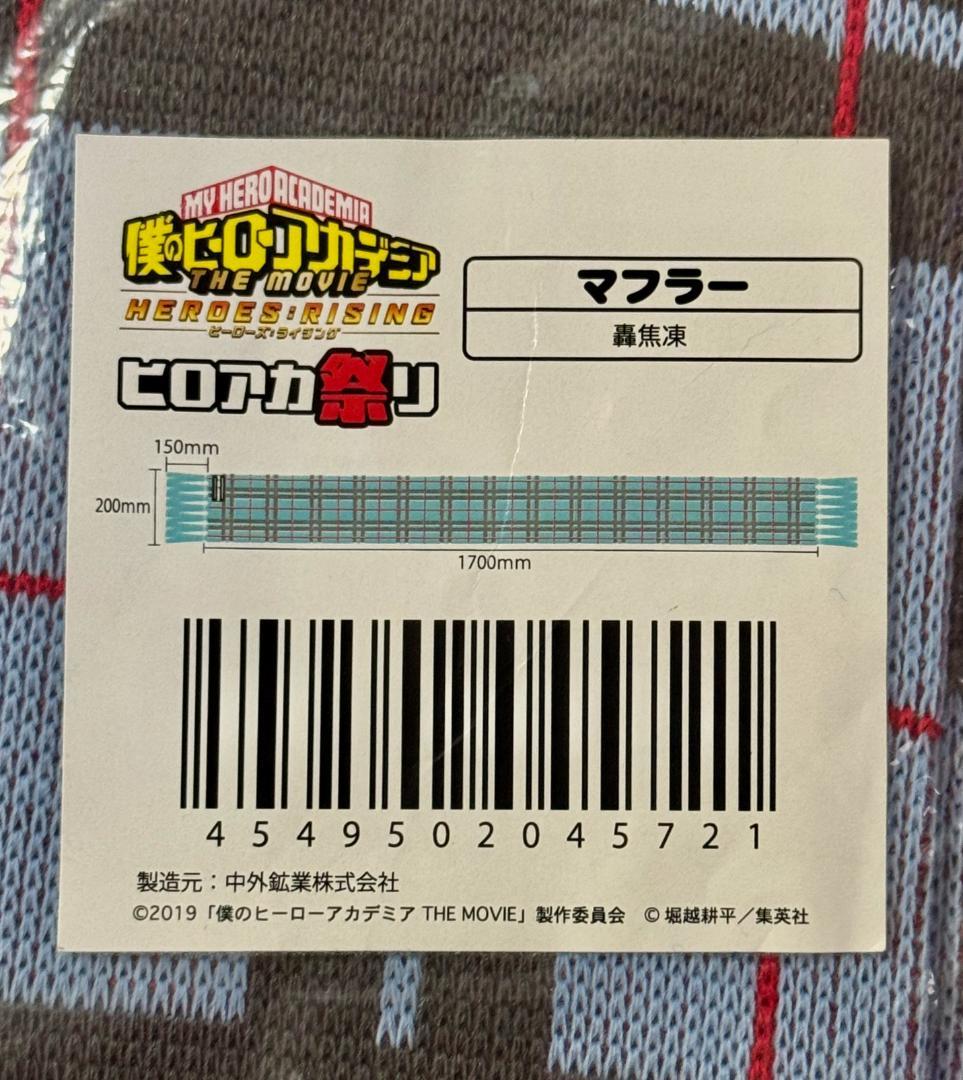 MY HERO ACADEMIA
僕のヒーローアカデミア
THE MOVIE
HEROES:RISING
ヒーローズ:ライジング
ヒロアカ祭り
マフラー
轟焦凍
150mm
200mm
1700mm
4549502045721
製造元：中外鉱業株式会社
©2019「僕のヒーローアカデミア THE MOVIE」製作委員会 © 堀越耕平／集英社